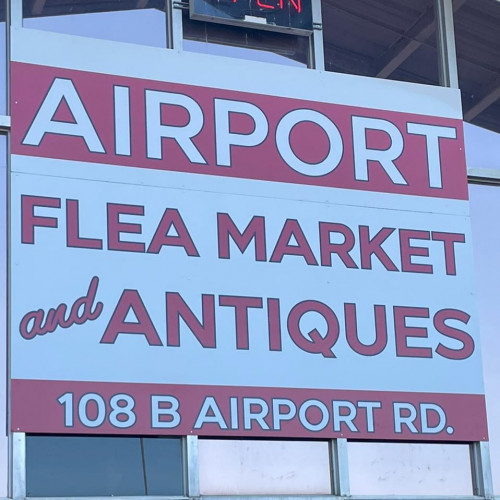 AIRPORT
FLEA MARKET
and ANTIQUES
108 B AIRPORT RD.